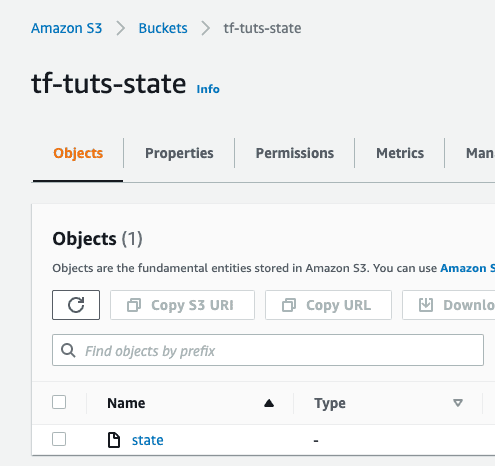 Amazon S3 > Buckets > tf-tuts-state
tf-tuts-state Info
Objects Properties Permissions Metrics Man
Objects (1)
Objects are the fundamental entities stored in Amazon S3. You can use Amazon S
Copy S3 URI Copy URL Downlo
Find objects by prefix
Name Type
state -